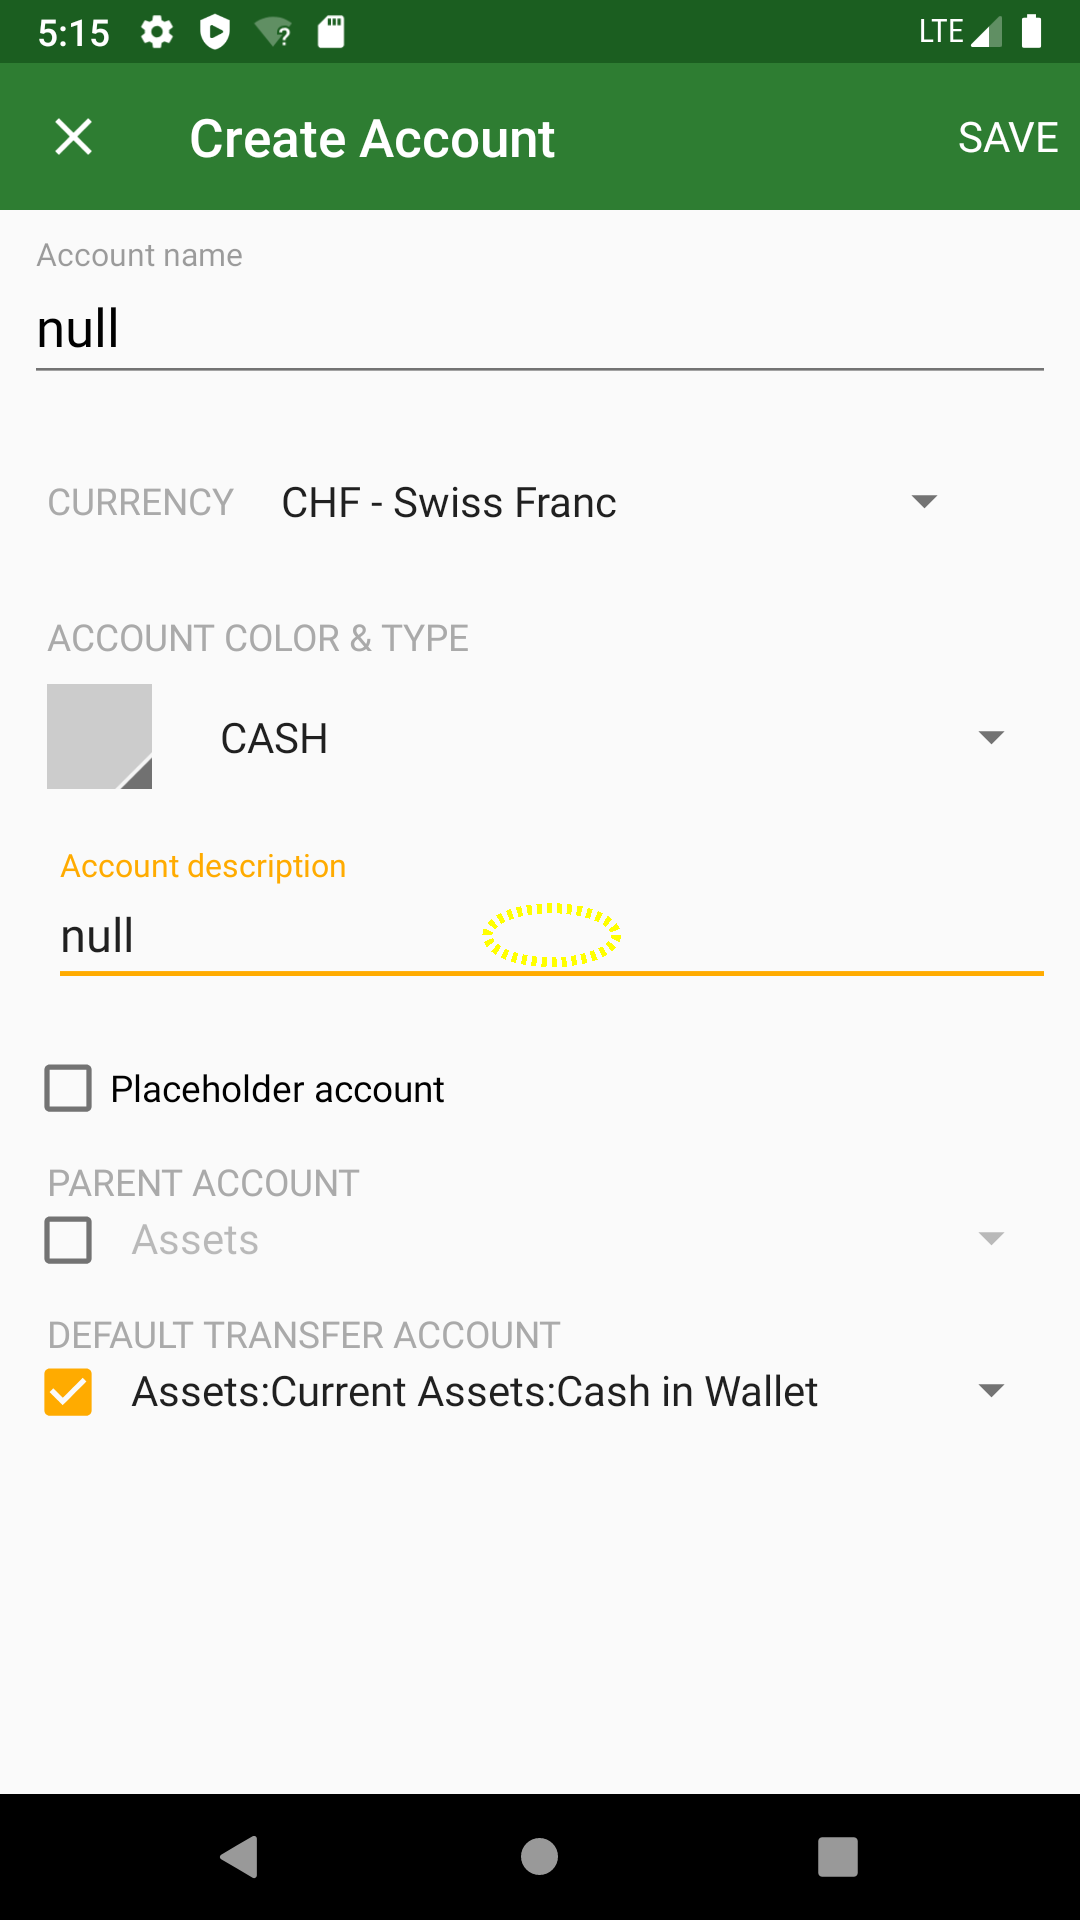 5:15
LTE
Create Account
SAVE
Account name
null
CURRENCY CHF - Swiss Franc
ACCOUNT COLOR & TYPE
CASH
Account description
null
Placeholder account
PARENT ACCOUNT
Assets
DEFAULT TRANSFER ACCOUNT
Assets:Current Assets:Cash in Wallet